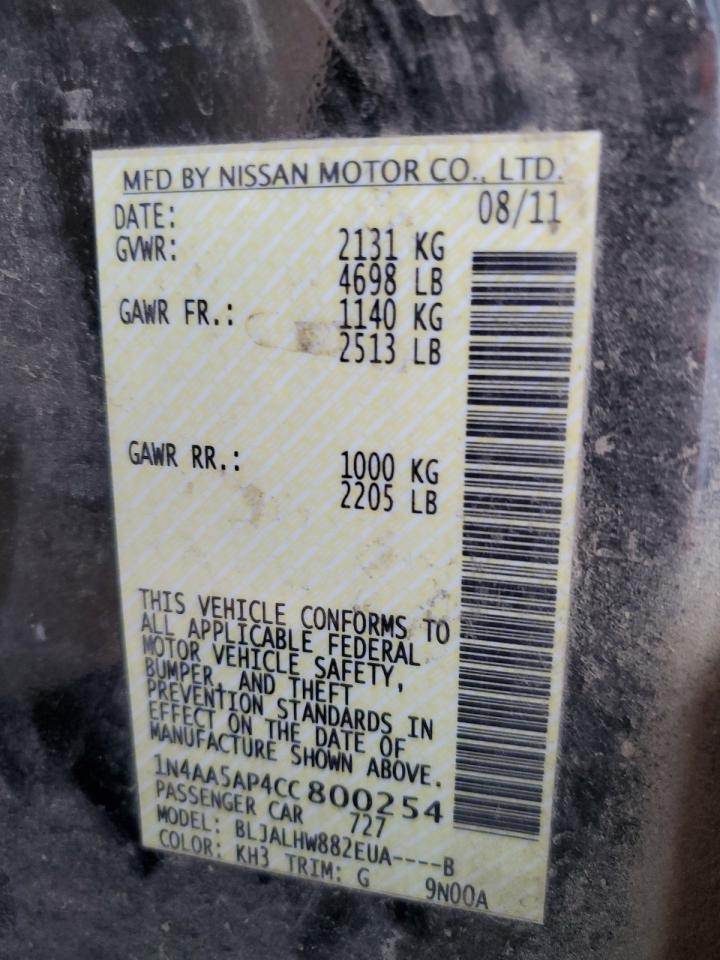 MFD BY NISSAN MOTOR CO., LTD.
DATE: 08/11
GVWR: 2131 KG
4698 LB
GAWR FR.: 1140 KG
2513 LB
GAWR RR.: 1000 KG
2205 LB
THIS VEHICLE CONFORMS TO
ALL APPLICABLE FEDERAL
MOTOR VEHICLE SAFETY,
BUMPER, AND THEFT
PREVENTION STANDARDS IN
EFFECT ON THE DATE OF
MANUFACTURE SHOWN ABOVE.
1N4AA5AP4CC800254
PASSENGER CAR 727
MODEL: BLJALHW882EUA----B
COLOR: KH3 TRIM: G 9N00A